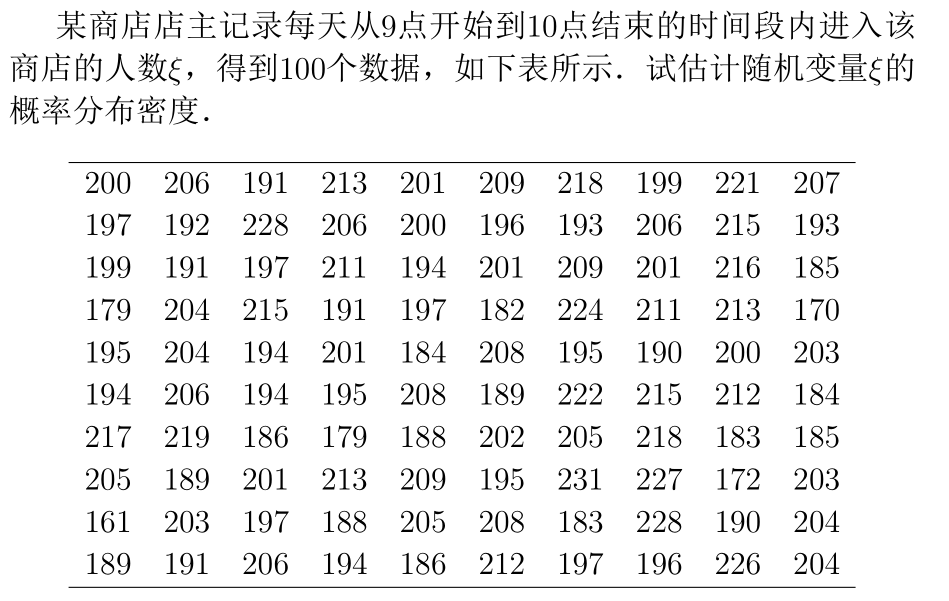 某商店店主记录每天从9点开始到10点结束的时间段内进入该
商店的人数ξ，得到100个数据，如下表所示．试估计随机变量ξ的
概率分布密度．
200 206 191 213 201 209 218 199 221 207
197 192 228 206 200 196 193 206 215 193
199 191 197 211 194 201 209 201 216 185
179 204 215 191 197 182 224 211 213 170
195 204 194 201 184 208 195 190 200 203
194 206 194 195 208 189 222 215 212 184
217 219 186 179 188 202 205 218 183 185
205 189 201 213 209 195 231 227 172 203
161 203 197 188 205 208 183 228 190 204
189 191 206 194 186 212 197 196 226 204